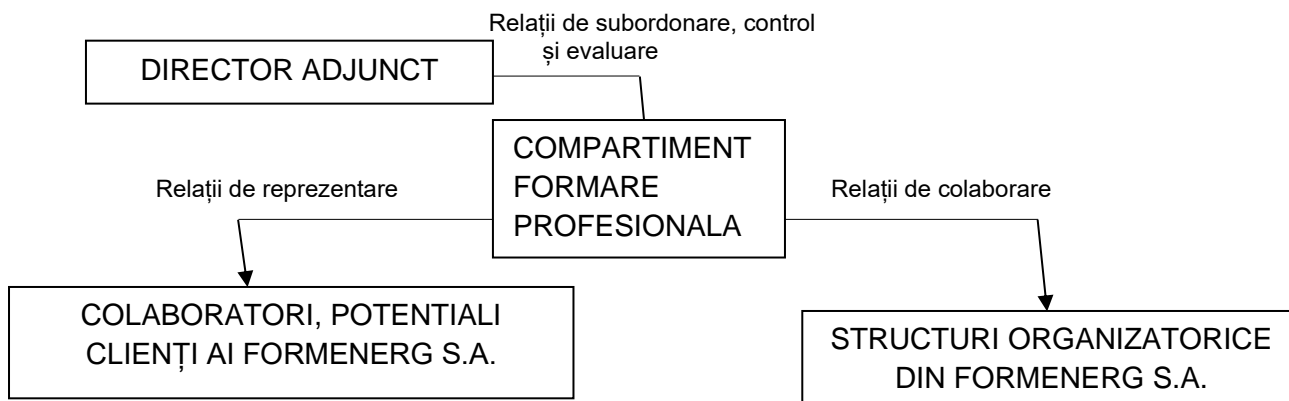 Relații de subordonare, control
și evaluare
DIRECTOR ADJUNCT
COMPARTIMENT
FORMARE
PROFESIONALA
Relații de reprezentare
Relații de colaborare
COLABORATORI, POTENTIALI
CLIENȚI AI FORMENERG S.A.
STRUCTURI ORGANIZATORICE
DIN FORMENERG S.A.